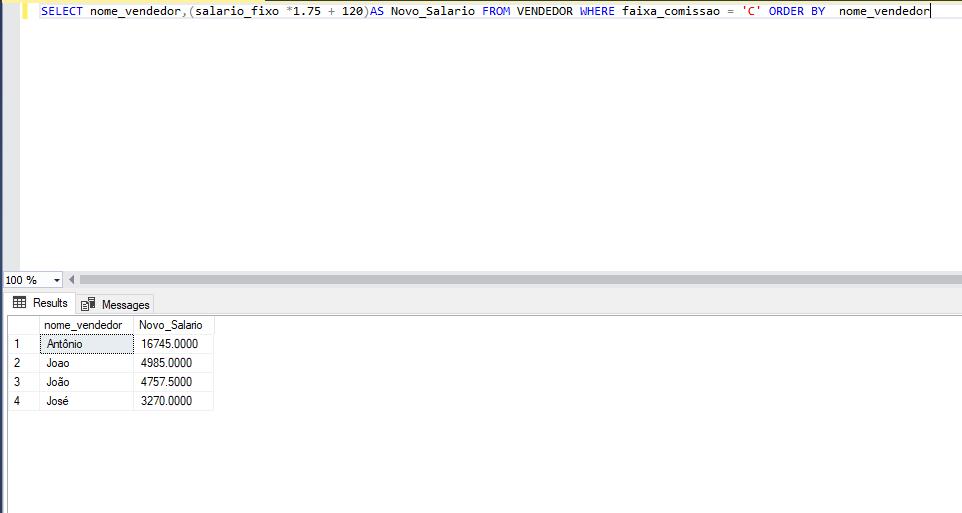 SELECT nome_vendedor,(salario_fixo *1.75 + 120)AS Novo_Salario FROM VENDEDOR WHERE faixa_comissao = 'C' ORDER BY  nome_vendedor
100 %
Results Messages
nome_vendedor Novo_Salario
1 Antônio 16745.0000
2 Joao 4985.0000
3 João 4757.5000
4 José 3270.0000